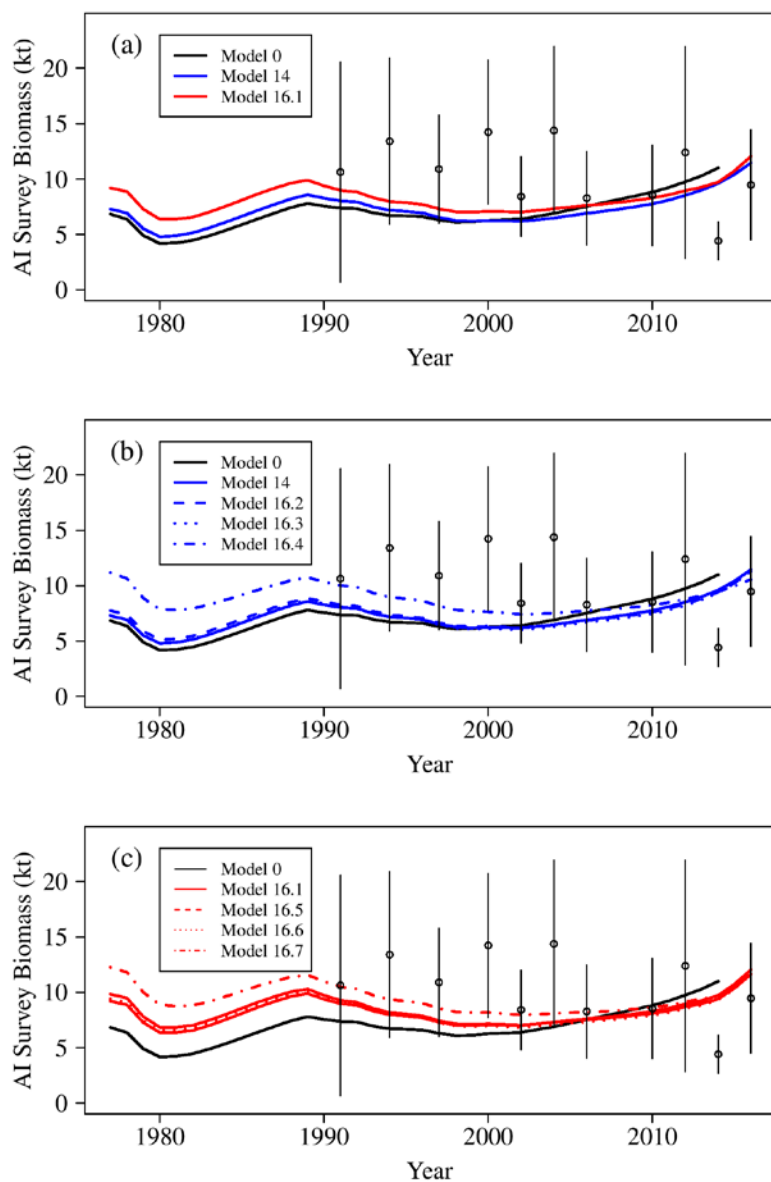 (a)
Model 0
Model 14
Model 16.1
AI Survey Biomass (kt)
20
15
10
5
0
1980 1990 2000 2010
Year
(b)
Model 0
Model 14
Model 16.2
Model 16.3
Model 16.4
AI Survey Biomass (kt)
20
15
10
5
0
1980 1990 2000 2010
Year
(c)
Model 0
Model 16.1
Model 16.5
Model 16.6
Model 16.7
AI Survey Biomass (kt)
20
15
10
5
0
1980 1990 2000 2010
Year